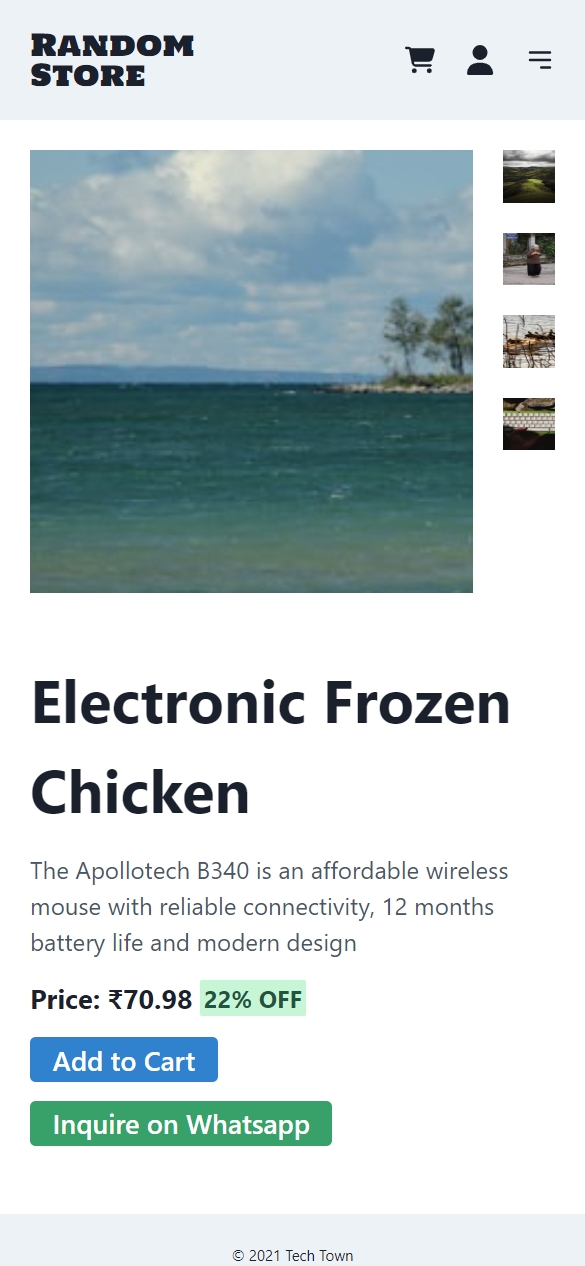 RANDOM
STORE
Electronic Frozen
Chicken
The Apollotech B340 is an affordable wireless
mouse with reliable connectivity, 12 months
battery life and modern design
Price: ₹70.98 22% OFF
Add to Cart
Inquire on Whatsapp
© 2021 Tech Town